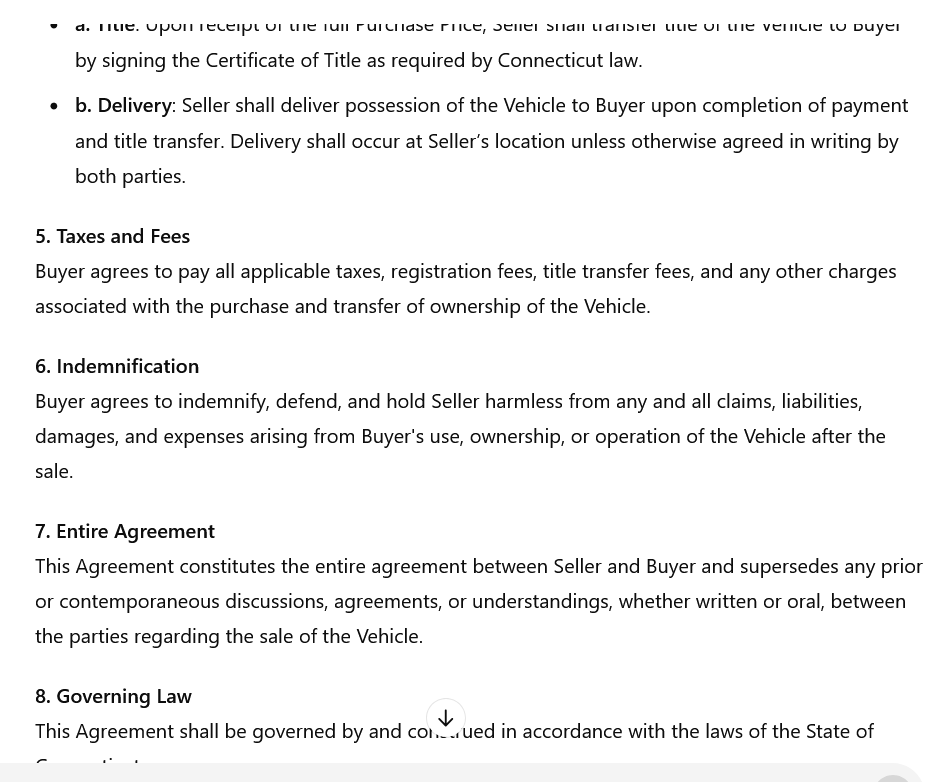 • a. Title: Upon receipt of the full Purchase Price, Seller shall transfer title of the Vehicle to Buyer
by signing the Certificate of Title as required by Connecticut law.
• b. Delivery: Seller shall deliver possession of the Vehicle to Buyer upon completion of payment
and title transfer. Delivery shall occur at Seller’s location unless otherwise agreed in writing by
both parties.
5. Taxes and Fees
Buyer agrees to pay all applicable taxes, registration fees, title transfer fees, and any other charges
associated with the purchase and transfer of ownership of the Vehicle.
6. Indemnification
Buyer agrees to indemnify, defend, and hold Seller harmless from any and all claims, liabilities,
damages, and expenses arising from Buyer's use, ownership, or operation of the Vehicle after the
sale.
7. Entire Agreement
This Agreement constitutes the entire agreement between Seller and Buyer and supersedes any prior
or contemporaneous discussions, agreements, or understandings, whether written or oral, between
the parties regarding the sale of the Vehicle.
8. Governing Law
This Agreement shall be governed by and construed in accordance with the laws of the State of